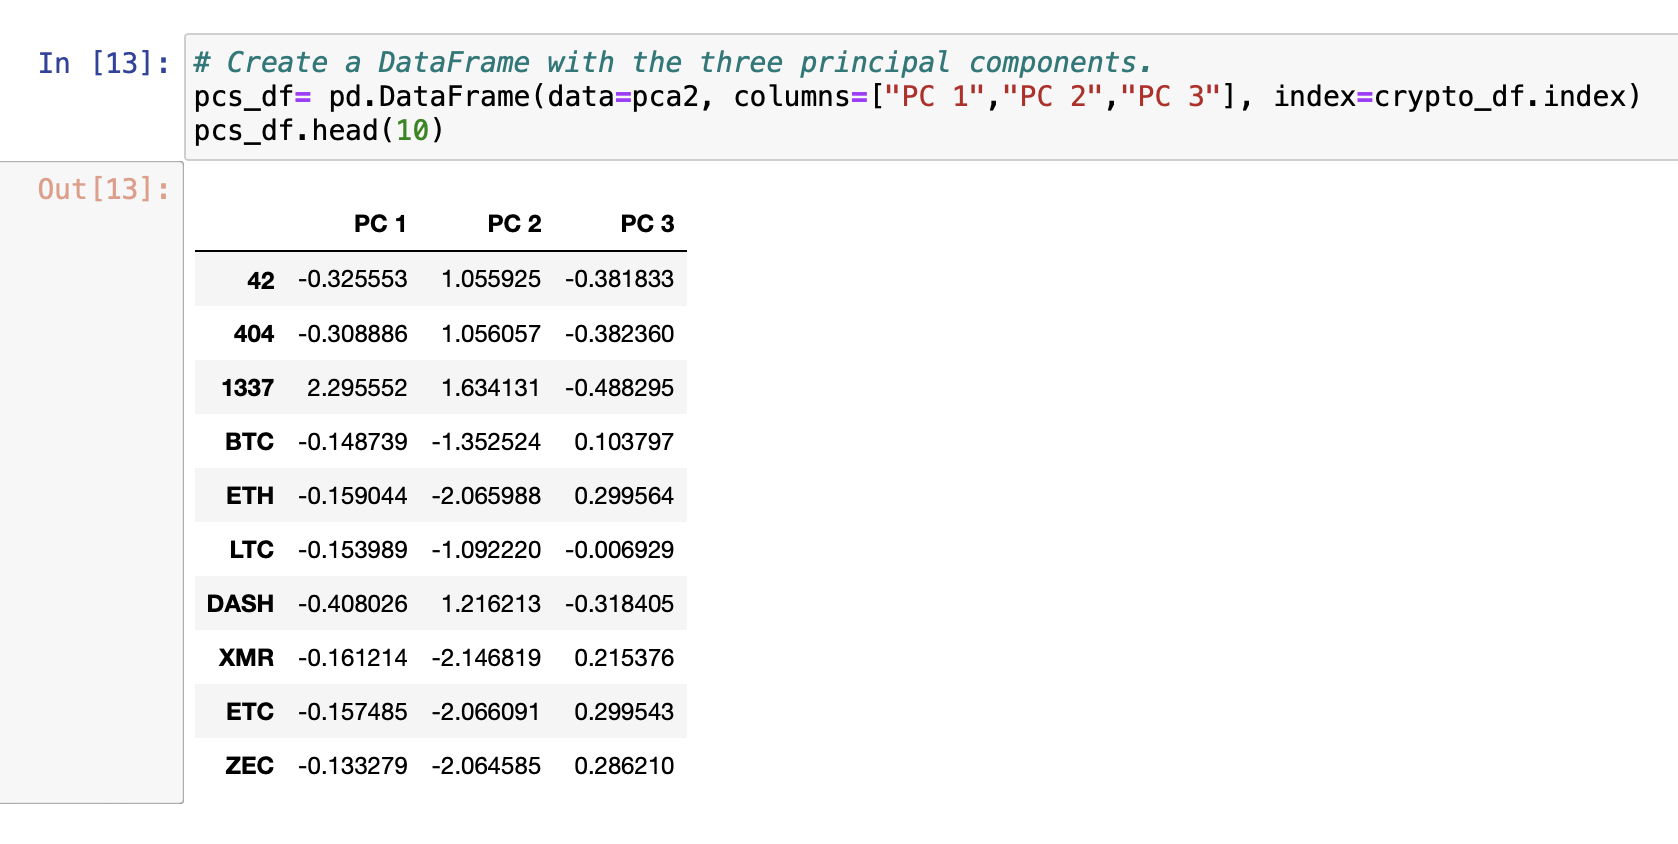 In [13]: # Create a DataFrame with the three principal components.
pcs_df= pd.DataFrame(data=pca2, columns=["PC 1","PC 2","PC 3"], index=crypto_df.index)
pcs_df.head(10)
Out[13]:
PC 1 PC 2 PC 3
42 -0.325553 1.055925 -0.381833
404 -0.308886 1.056057 -0.382360
1337 2.295552 1.634131 -0.488295
BTC -0.148739 -1.352524 0.103797
ETH -0.159044 -2.065988 0.299564
LTC -0.153989 -1.092220 -0.006929
DASH -0.408026 1.216213 -0.318405
XMR -0.161214 -2.146819 0.215376
ETC -0.157485 -2.066091 0.299543
ZEC -0.133279 -2.064585 0.286210